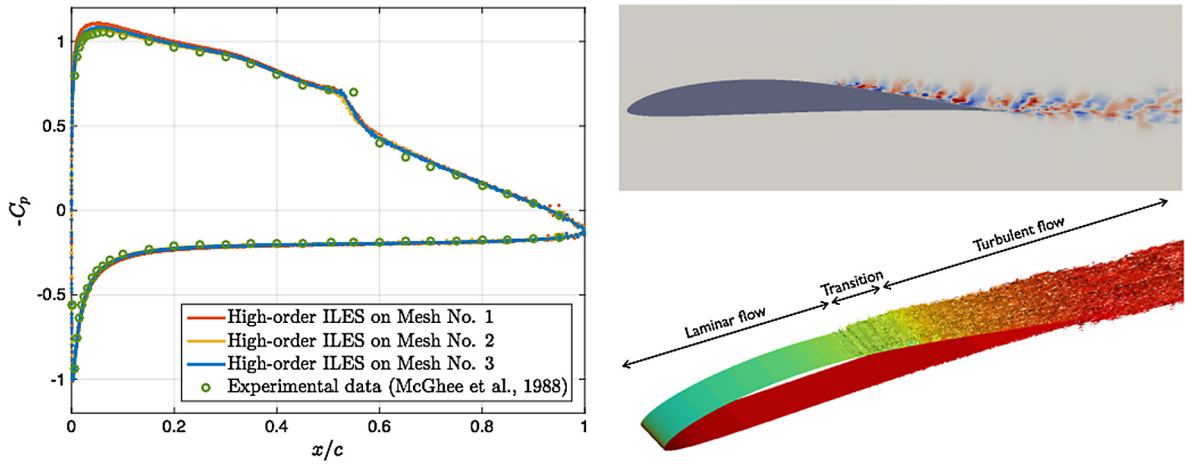 1
0.5
0
-0.5
-1
-Cp
0
0.2
0.4
0.6
0.8
1
x/c
High-order ILES on Mesh No. 1
High-order ILES on Mesh No. 2
High-order ILES on Mesh No. 3
Experimental data (McGhee et al., 1988)
Laminar flow
Transition
Turbulent flow